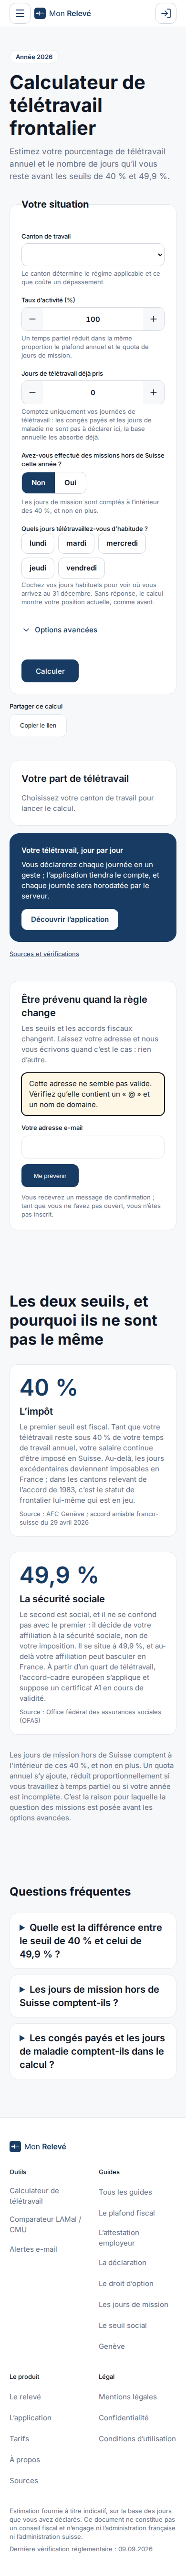 Mon Relevé
Année 2026
Calculateur de
télétravail
frontalier
Estimez votre pourcentage de télétravail
annuel et le nombre de jours qu’il vous
reste avant les seuils de 40 % et 49,9 %.
Votre situation
Canton de travail
Le canton détermine le régime applicable et ce
que coûte un dépassement.
Taux d’activité (%)
− 100 +
Un temps partiel réduit dans la même
proportion le plafond annuel et le quota de
jours de mission.
Jours de télétravail déjà pris
− 0 +
Comptez uniquement vos journées de
télétravail : les congés payés et les jours de
maladie ne sont pas à déclarer ici, la base
annuelle les absorbe déjà.
Avez-vous effectué des missions hors de Suisse
cette année ?
Non Oui
Les jours de mission sont comptés à l’intérieur
des 40 %, et non en plus.
Quels jours télétravaillez-vous d’habitude ?
lundi mardi mercredi
jeudi vendredi
Cochez vos jours habituels pour voir où vous
arrivez au 31 décembre. Sans réponse, le calcul
montre votre position actuelle, comme avant.
Options avancées
Calculer
Partager ce calcul
Copier le lien
Votre part de télétravail
Choisissez votre canton de travail pour
lancer le calcul.
Votre télétravail, jour par jour
Vous déclarerez chaque journée en un
geste ; l’application tiendra le compte, et
chaque journée sera horodatée par le
serveur.
Découvrir l’application
Sources et vérifications
Être prévenu quand la règle
change
Les seuils et les accords fiscaux
changent. Laissez votre adresse et nous
vous écrivons quand c’est le cas : rien
d’autre.
Cette adresse ne semble pas valide.
Vérifiez qu’elle contient un « @ » et
un nom de domaine.
Votre adresse e-mail
Me prévenir
Vous recevrez un message de confirmation ;
tant que vous ne l’avez pas ouvert, vous n’êtes
pas inscrit.
Les deux seuils, et
pourquoi ils ne sont
pas le même
40 %
L’impôt
Le premier seuil est fiscal. Tant que votre
télétravail reste sous 40 % de votre temps
de travail annuel, votre salaire continue
d’être imposé en Suisse. Au-delà, les jours
excédentaires deviennent imposables en
France ; dans les cantons relevant de
l’accord de 1983, c’est le statut de
frontalier lui-même qui est en jeu.
Source : AFC Genève ; accord amiable franco-
suisse du 29 avril 2026
49,9 %
La sécurité sociale
Le second est social, et il ne se confond
pas avec le premier : il décide de votre
affiliation à la sécurité sociale, non de
votre imposition. Il se situe à 49,9 %, et au-
delà votre affiliation peut basculer en
France. À partir d’un quart de télétravail,
l’accord-cadre européen s’applique et
suppose un certificat A1 en cours de
validité.
Source : Office fédéral des assurances sociales
(OFAS)
Les jours de mission hors de Suisse comptent à
l’intérieur de ces 40 %, et non en plus. Un quota
annuel s’y ajoute, réduit proportionnellement si
vous travaillez à temps partiel ou si votre année
est incomplète. C’est la raison pour laquelle la
question des missions est posée avant les
options avancées.
Questions fréquentes
Quelle est la différence entre
le seuil de 40 % et celui de
49,9 % ?
Les jours de mission hors de
Suisse comptent-ils ?
Les congés payés et les jours
de maladie comptent-ils dans le
calcul ?
Mon Relevé
Outils
Calculateur de
télétravail
Comparateur LAMal /
CMU
Alertes e-mail
Guides
Tous les guides
Le plafond fiscal
L’attestation
employeur
La déclaration
Le droit d’option
Les jours de mission
Le seuil social
Genève
Le produit
Le relevé
L’application
Tarifs
À propos
Sources
Légal
Mentions légales
Confidentialité
Conditions d’utilisation
Estimation fournie à titre indicatif, sur la base des jours
que vous avez déclarés. Ce document ne constitue pas
un conseil fiscal et n’engage ni l’administration française
ni l’administration suisse.
Dernière vérification réglementaire : 09.09.2026